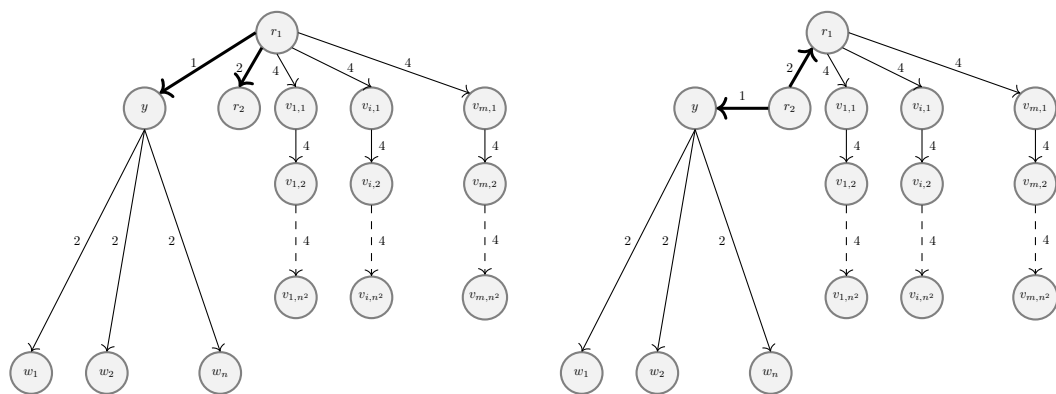 r₁ r₁
1 2 4 4 4 2 4 4 4
y r₂ v₁,₁ vᵢ,₁ vₘ,₁ y 1 r₂ v₁,₁ vᵢ,₁ vₘ,₁
4 4 4 4 4 4
v₁,₂ vᵢ,₂ vₘ,₂ v₁,₂ vᵢ,₂ vₘ,₂
2 2 2 4 4 4 2 2 2 4 4 4
v₁,ₙ² vᵢ,ₙ² vₘ,ₙ² v₁,ₙ² vᵢ,ₙ² vₘ,ₙ²
w₁ w₂ wₙ w₁ w₂ wₙ